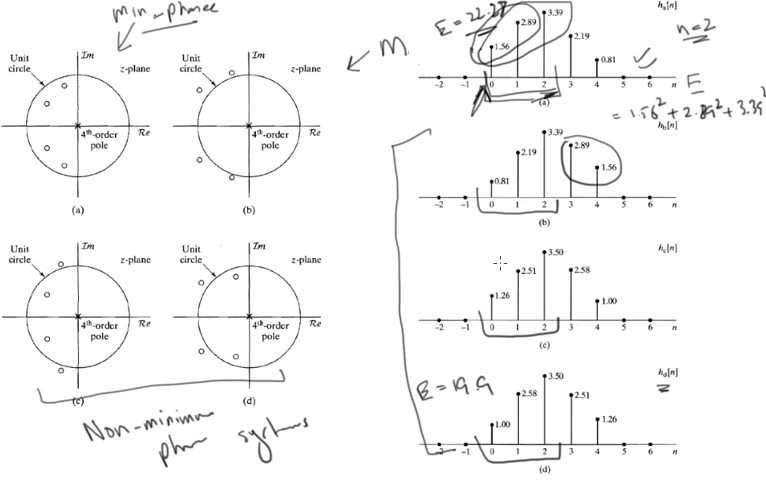 min-phase
Im
Unit
circle
z-plane
Re
4th-order
pole
(a)
Im
Unit
circle
z-plane
Re
4th-order
pole
(b)
M
Im
Unit
circle
z-plane
Re
4th-order
pole
(c)
Im
Unit
circle
z-plane
Re
4th-order
pole
(d)
Non-minimum
phase systems
E = 22.28
1.56
2.89
3.39
2.19
0.81
hₐ[n]
n=2
E
= 1.56² + 2.89² + 3.39²
−2 −1 0 1 2 3 4 5 6 n
(a)
h_b[n]
0.81
2.19
3.39
2.89
1.56
−2 −1 0 1 2 3 4 5 6 n
(b)
h_c[n]
1.26
2.51
3.50
2.58
1.00
−2 −1 0 1 2 3 4 5 6 n
(c)
h_d[n]
E = 19.9
1.00
2.58
3.50
2.51
1.26
−2 −1 0 1 2 3 4 5 6 n
(d)